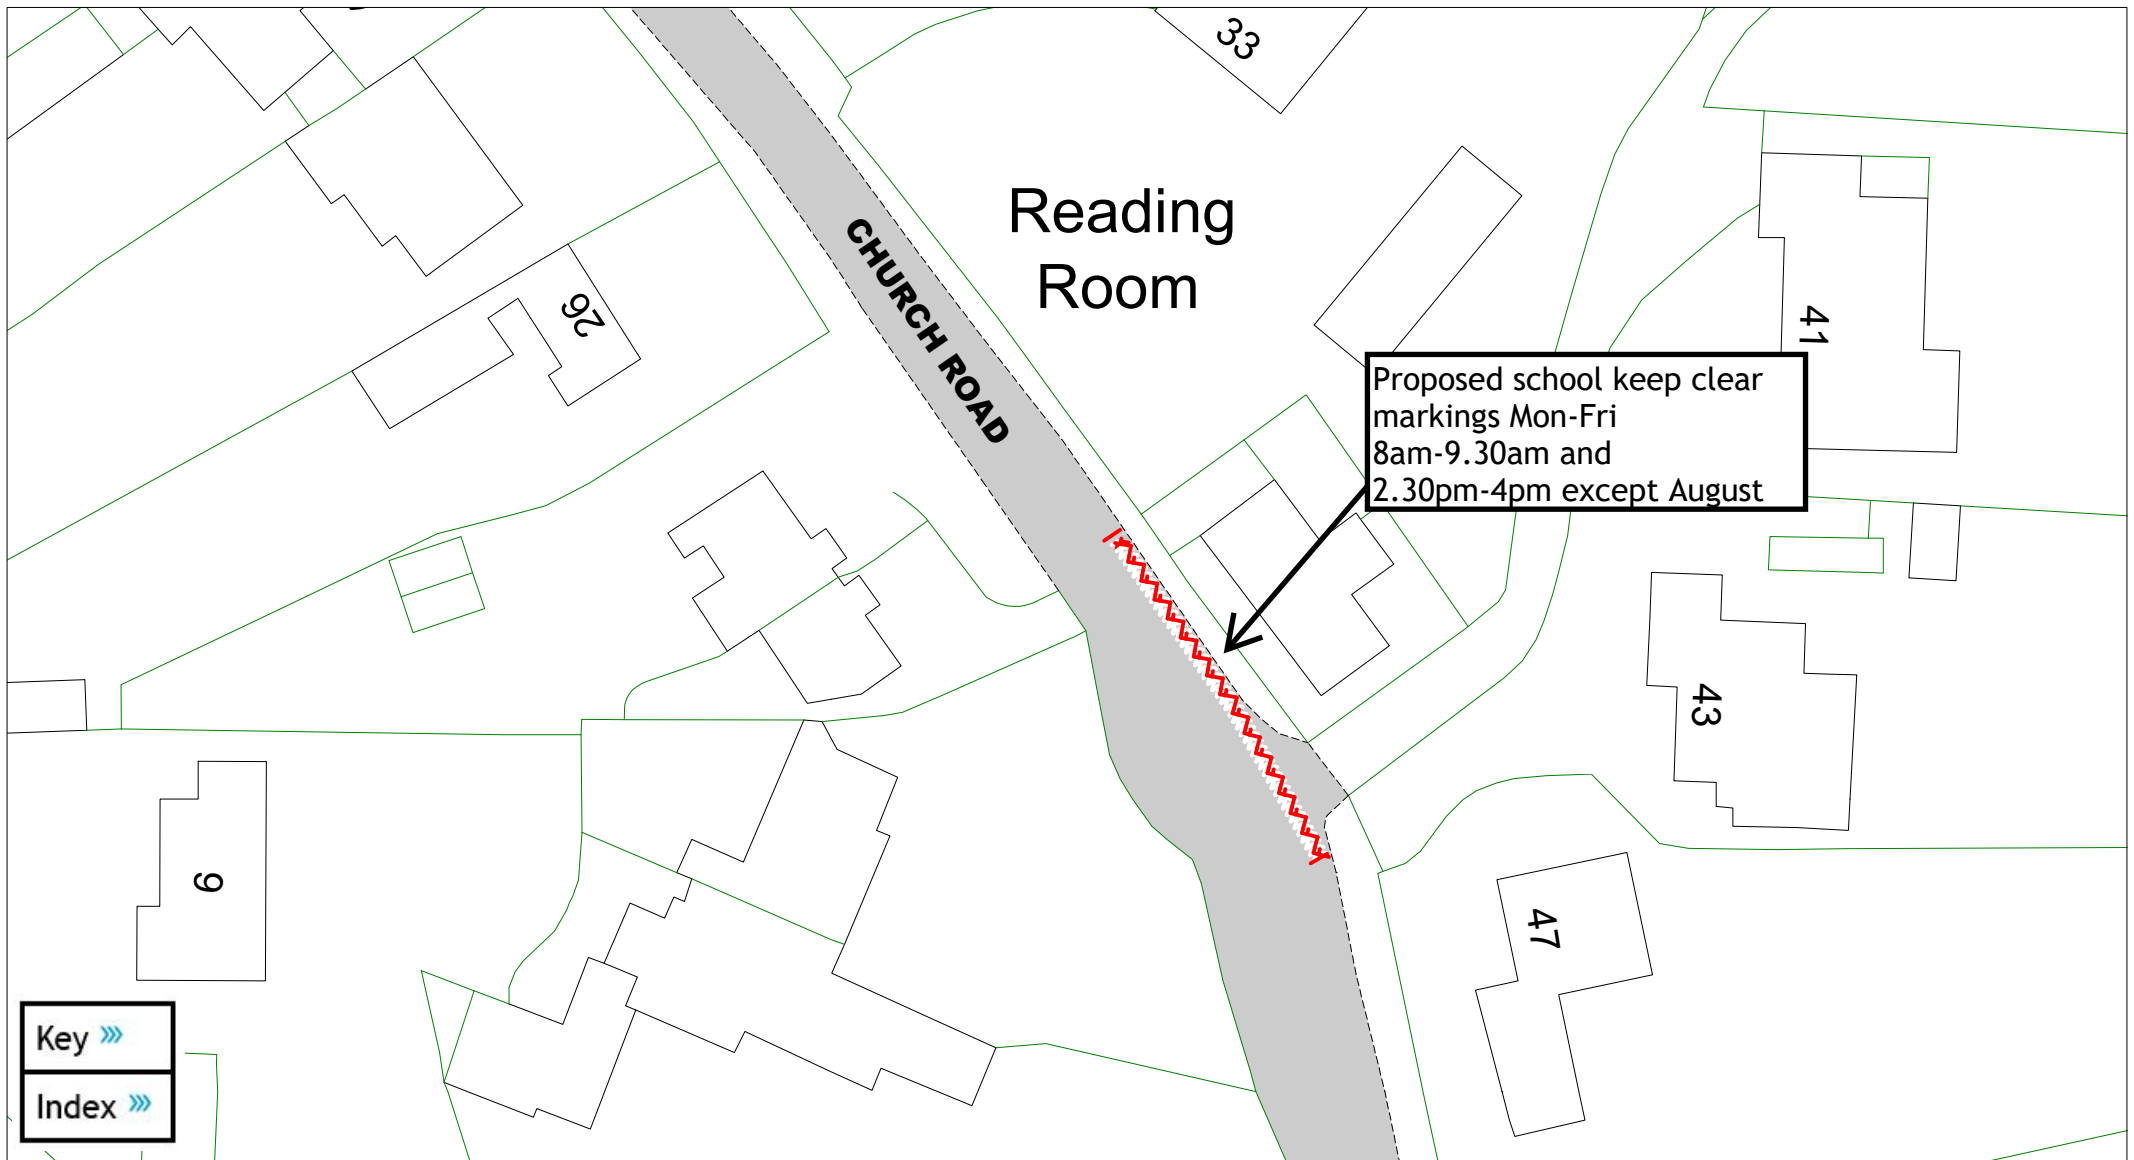 33
Reading
Room
CHURCH ROAD
26
41
Proposed school keep clear
markings Mon-Fri
8am-9.30am and
2.30pm-4pm except August
43
9
47
Key »»
Index »»